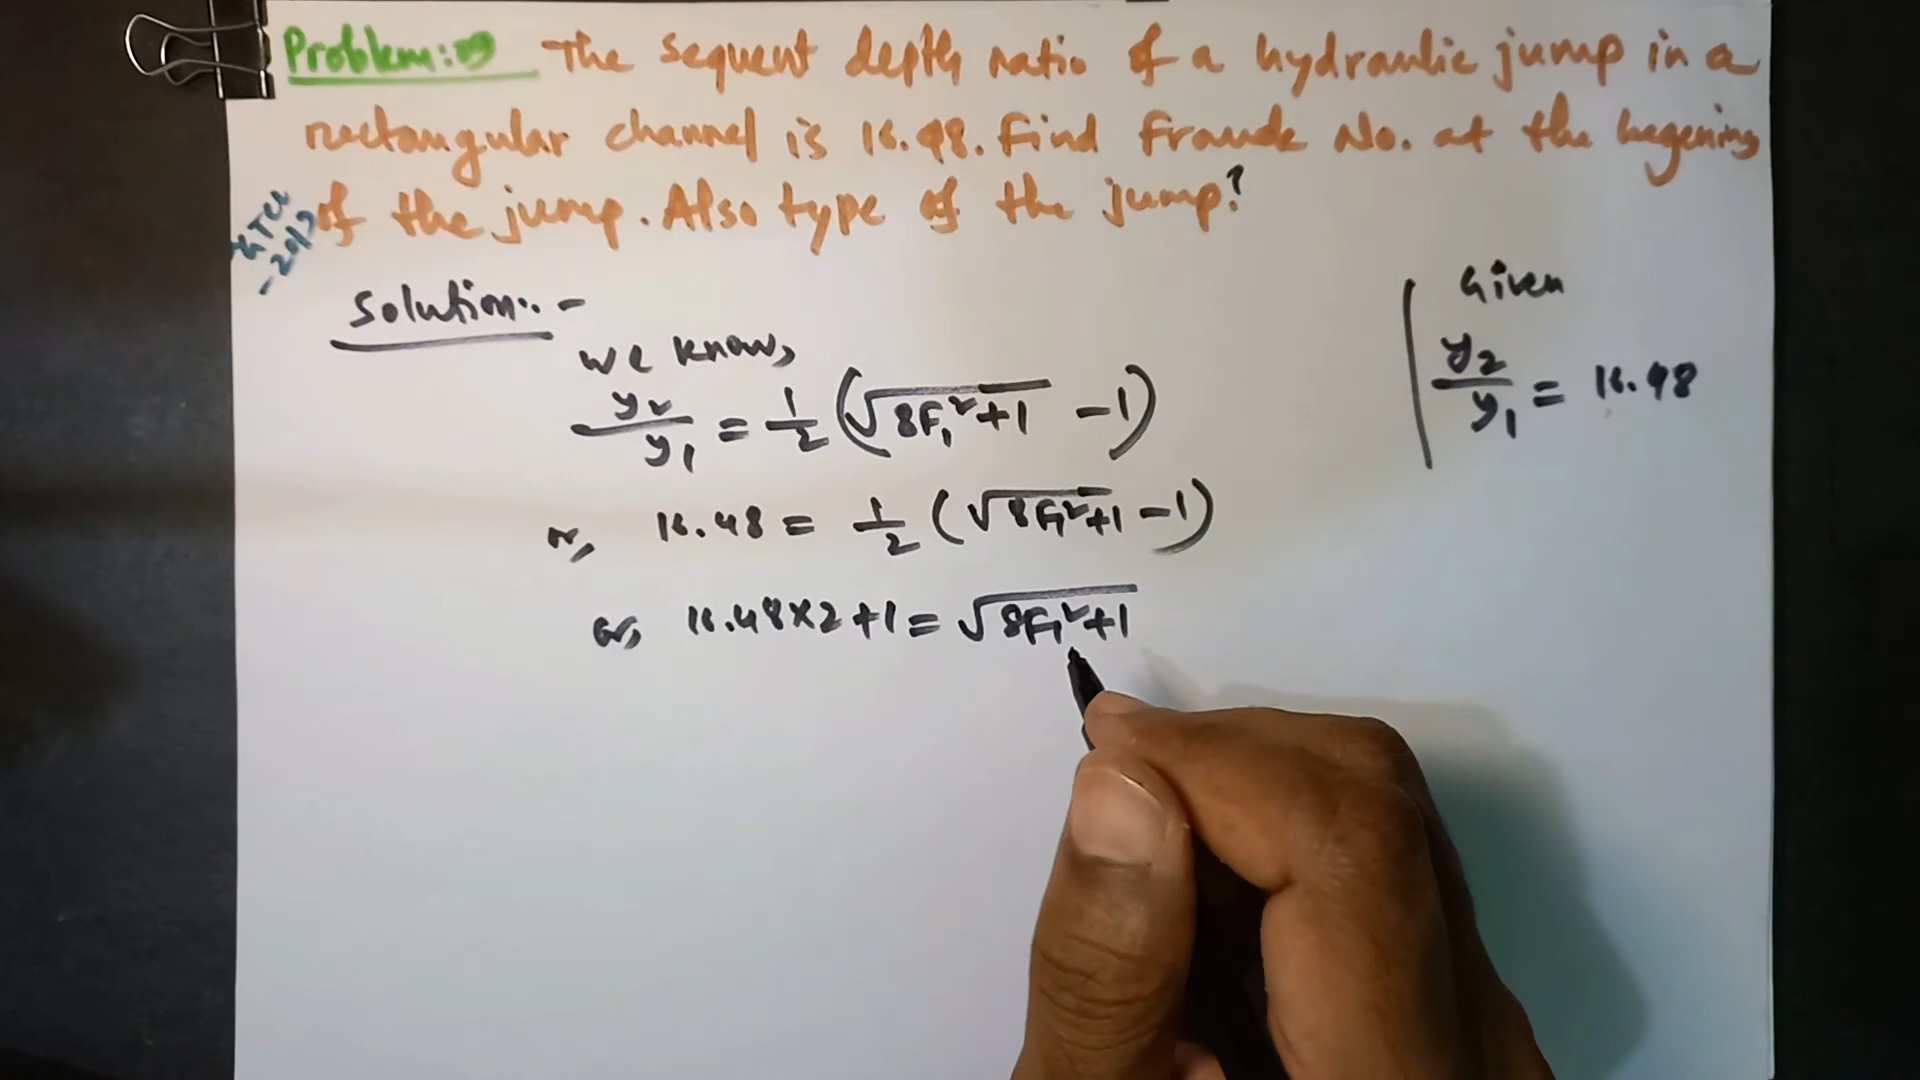 Problem:⇒ The sequent depth ratio of a hydraulic jump in a
rectangular channel is 16.48. Find Froude No. at the begening
of the jump. Also type of the jump?
-2017
Solution:-
We know,
y₂/y₁ = 1/2 (√(8F₁²+1) -1)
or, 16.48 = 1/2 (√(8F₁²+1) -1)
or, 16.48×2+1 = √(8F₁²+1)
Given
y₂/y₁ = 16.48